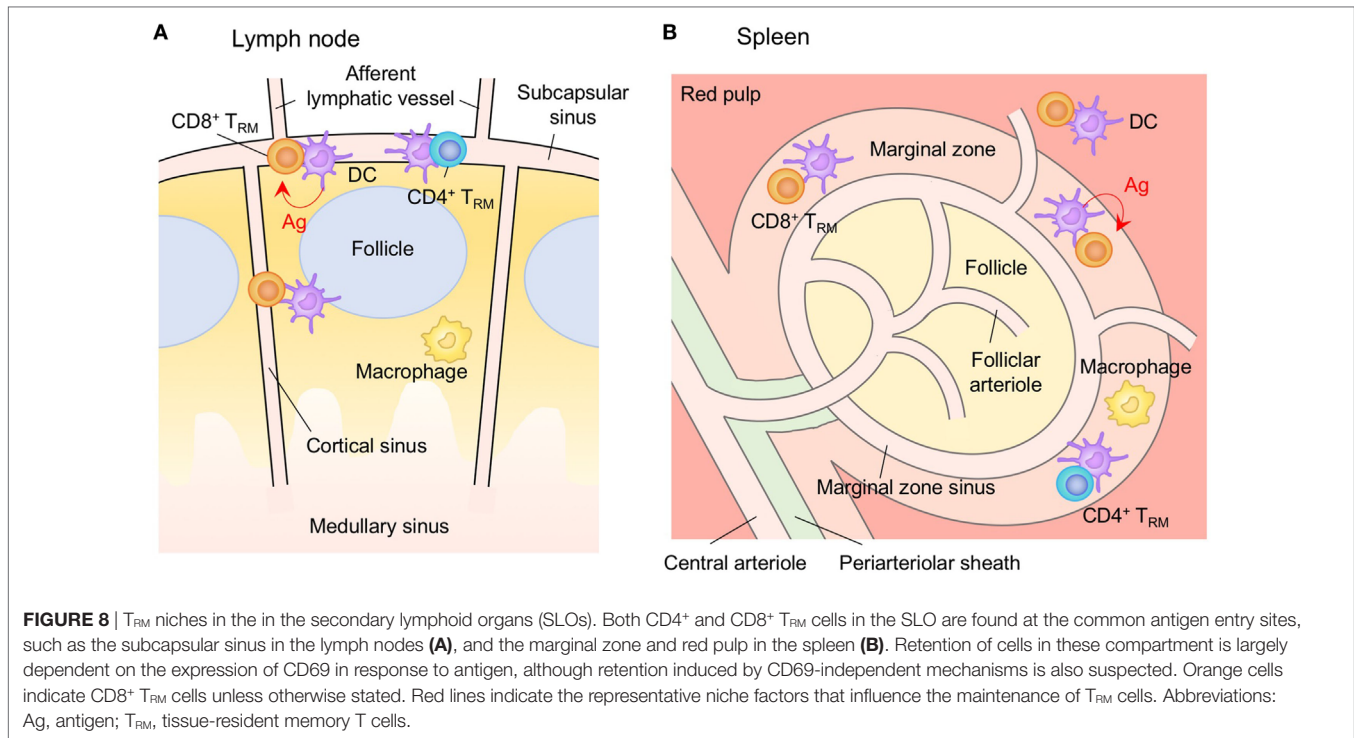 A
Lymph node
Afferent
lymphatic vessel
Subcapsular
sinus
CD8⁺ TRM
DC
CD4⁺ TRM
Ag
Follicle
Macrophage
Cortical sinus
Medullary sinus
B
Spleen
Red pulp
DC
Marginal zone
CD8⁺ TRM
Ag
Follicle
Folliclar
arteriole
Macrophage
Marginal zone sinus
CD4⁺ TRM
Central arteriole
Periarteriolar sheath
FIGURE 8 | TRM niches in the in the secondary lymphoid organs (SLOs). Both CD4⁺ and CD8⁺ TRM cells in the SLO are found at the common antigen entry sites,
such as the subcapsular sinus in the lymph nodes (A), and the marginal zone and red pulp in the spleen (B). Retention of cells in these compartment is largely
dependent on the expression of CD69 in response to antigen, although retention induced by CD69-independent mechanisms is also suspected. Orange cells
indicate CD8⁺ TRM cells unless otherwise stated. Red lines indicate the representative niche factors that influence the maintenance of TRM cells. Abbreviations:
Ag, antigen; TRM, tissue-resident memory T cells.